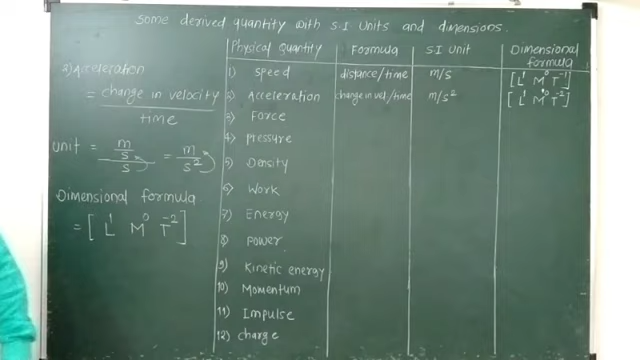 Some derived quantity with S.I Units and dimensions.
2) Acceleration
= change in velocity
time
Unit = m/s / s = m/s²
Dimensional formula
= [ L¹ M⁰ T⁻² ]
Physical Quantity Formula S.I Unit Dimensional formula
1) Speed distance/time m/s [L¹ M⁰ T⁻¹]
2) Acceleration change in vel./time m/s² [L¹ M⁰ T⁻²]
3) Force
4) Pressure
5) Density
6) Work
7) Energy
8) Power
9) Kinetic energy
10) Momentum
11) Impulse
12) Charge